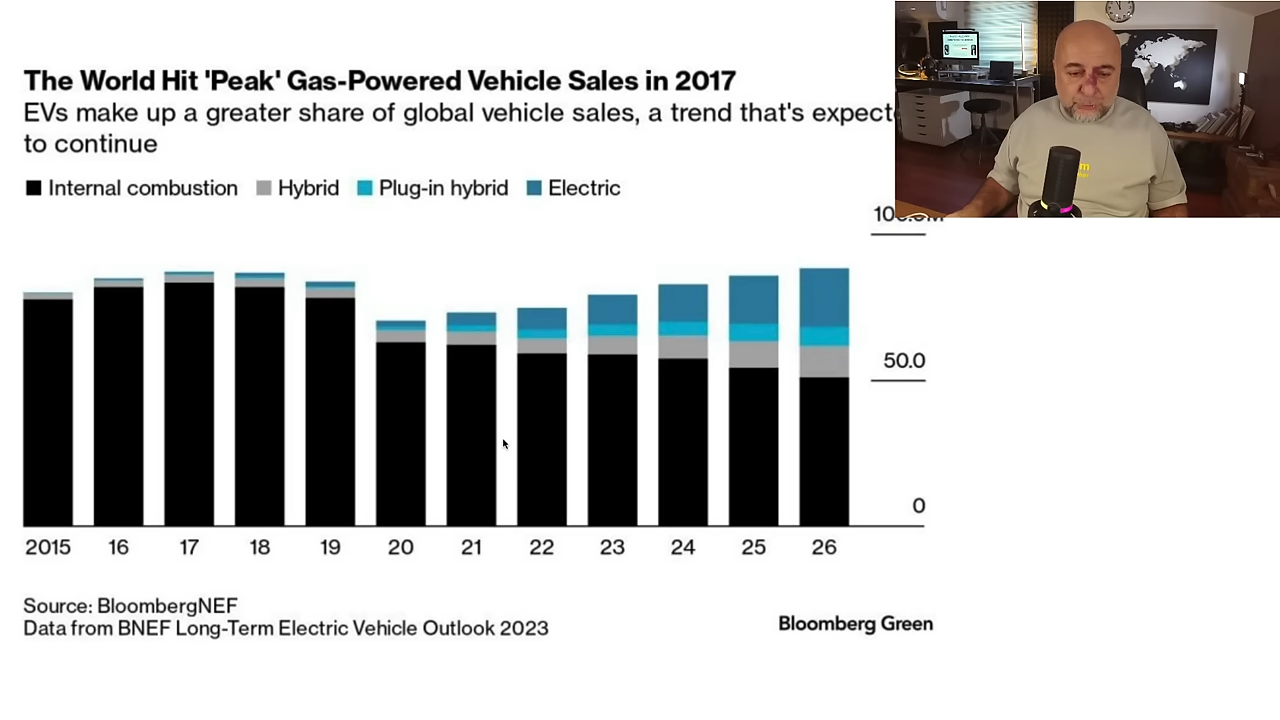 The World Hit 'Peak' Gas-Powered Vehicle Sales in 2017
EVs make up a greater share of global vehicle sales, a trend that's
to continue
Internal combustion Hybrid Plug-in hybrid Electric
50.0
0
2015 16 17 18 19 20 21 22 23 24 25 26
Source: BloombergNEF
Data from BNEF Long-Term Electric Vehicle Outlook 2023
Bloomberg Green